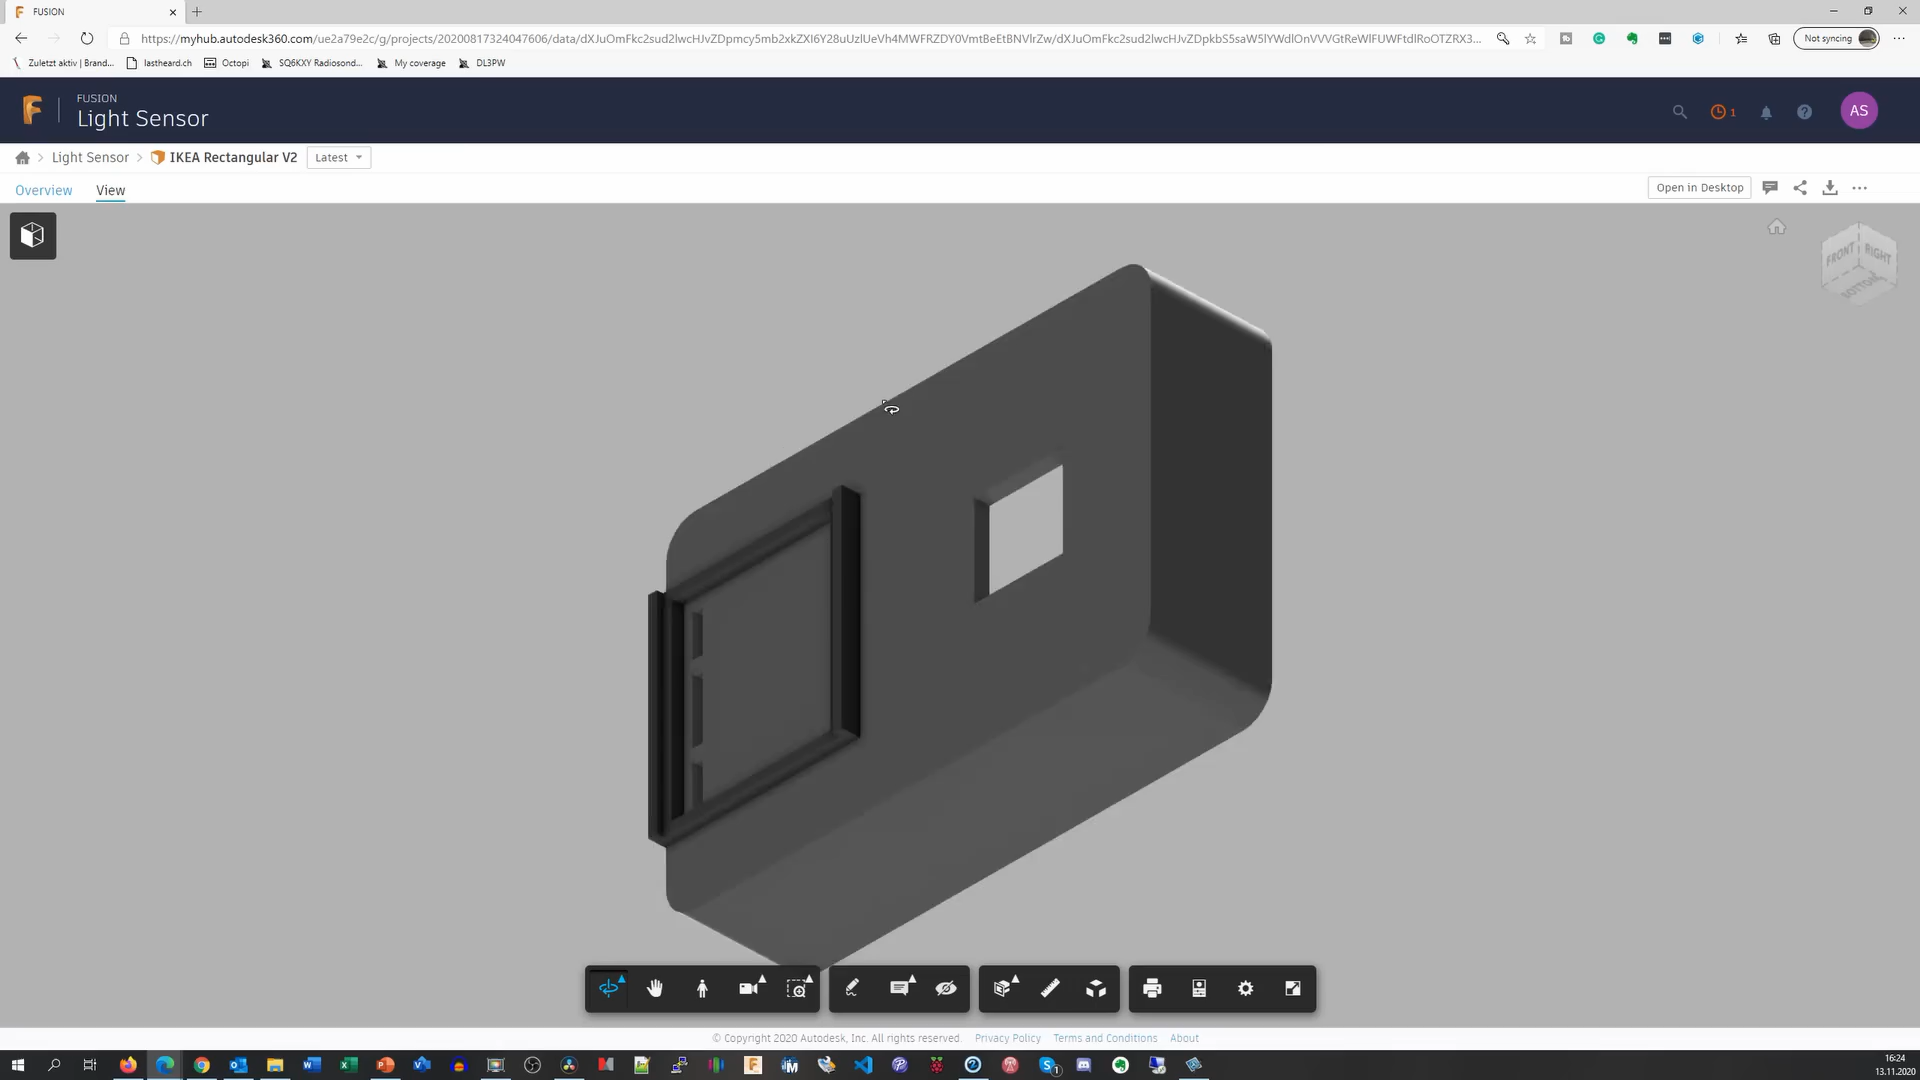 FUSION
https://myhub.autodesk360.com/ue2a79e2c/g/projects/20200817324047606/data/
Not syncing
Zuletzt aktiv | Brand...
lastheard.ch
Octopi
SQ6KXY Radiosond...
My coverage
DL3PW
FUSION
Light Sensor
1
AS
Light Sensor
IKEA Rectangular V2
Latest
Overview
View
Open in Desktop
FRONT
RIGHT
BOTTOM
© Copyright 2020 Autodesk, Inc. All rights reserved.
Privacy Policy
Terms and Conditions
About
16:24
13.11.2020